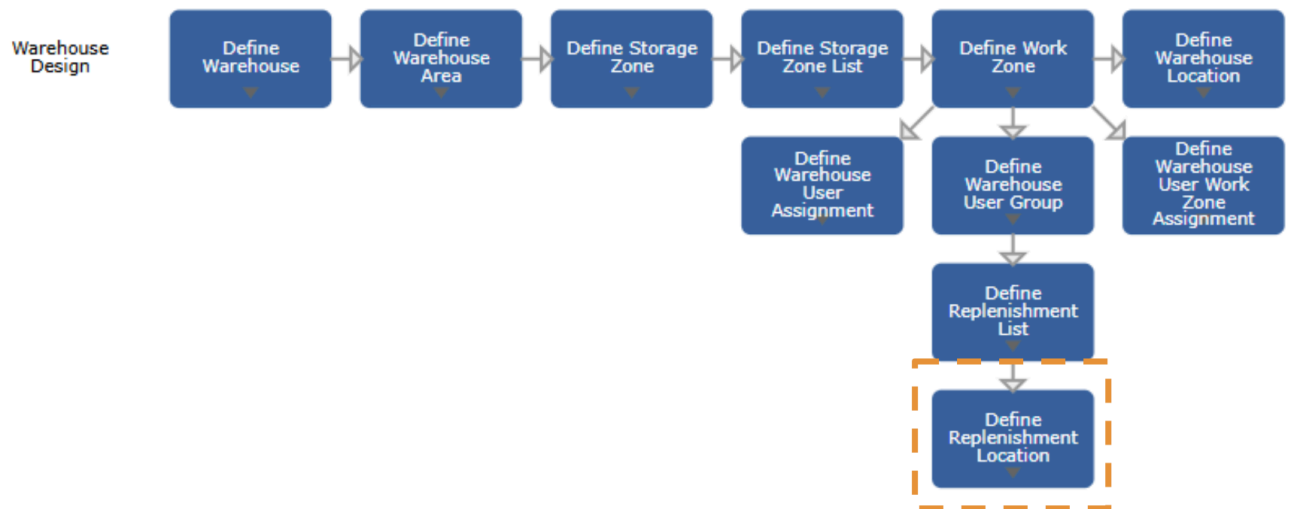 Warehouse
Design
Define
Warehouse
Define
Warehouse
Area
Define Storage
Zone
Define Storage
Zone List
Define Work
Zone
Define
Warehouse
Location
Define
Warehouse
User
Assignment
Define
Warehouse
User Group
Define
Warehouse
User Work
Zone
Assignment
Define
Replenishment
List
Define
Replenishment
Location